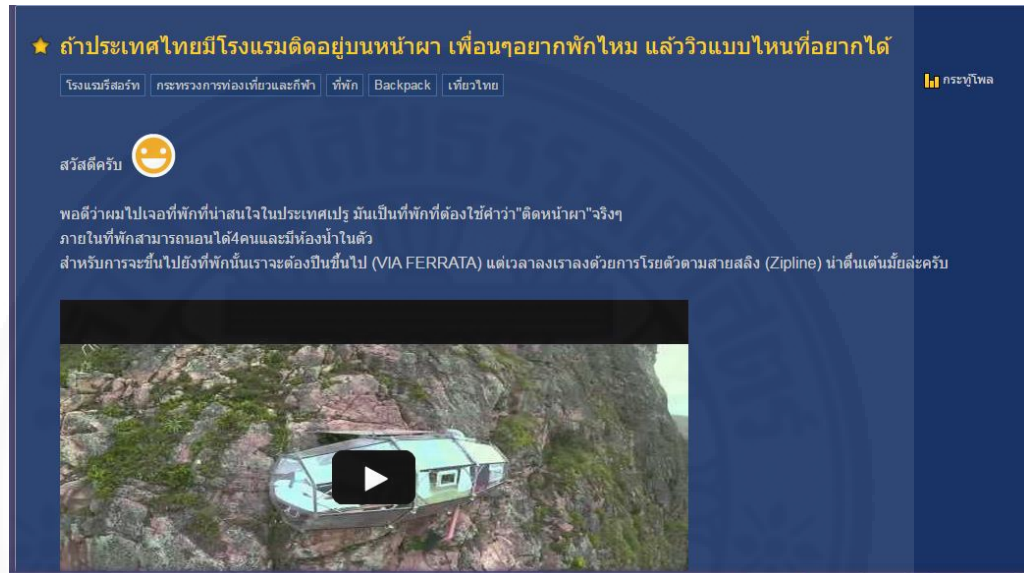 ถ้าประเทศไทยมีโรงแรมติดอยู่บนหน้าผา เพื่อนๆอยากพักไหม แล้ววิวแบบไหนที่อยากได้
โรงแรมรีสอร์ท กระทรวงการท่องเที่ยวและกีฬา ที่พัก Backpack เที่ยวไทย
กระทู้โพล
สวัสดีครับ
พอดีว่าผมไปเจอที่พักที่น่าสนใจในประเทศเปรู มันเป็นที่พักที่ต้องใช้คำว่า"ติดหน้าผา"จริงๆ
ภายในที่พักสามารถนอนได้4คนและมีห้องน้ำในตัว
สำหรับการจะขึ้นไปยังที่พักนั้นเราจะต้องปีนขึ้นไป (VIA FERRATA) แต่เวลาลงเราลงด้วยการโรยตัวตามสายสลิง (Zipline) น่าตื่นเต้นมั้ยล่ะครับ